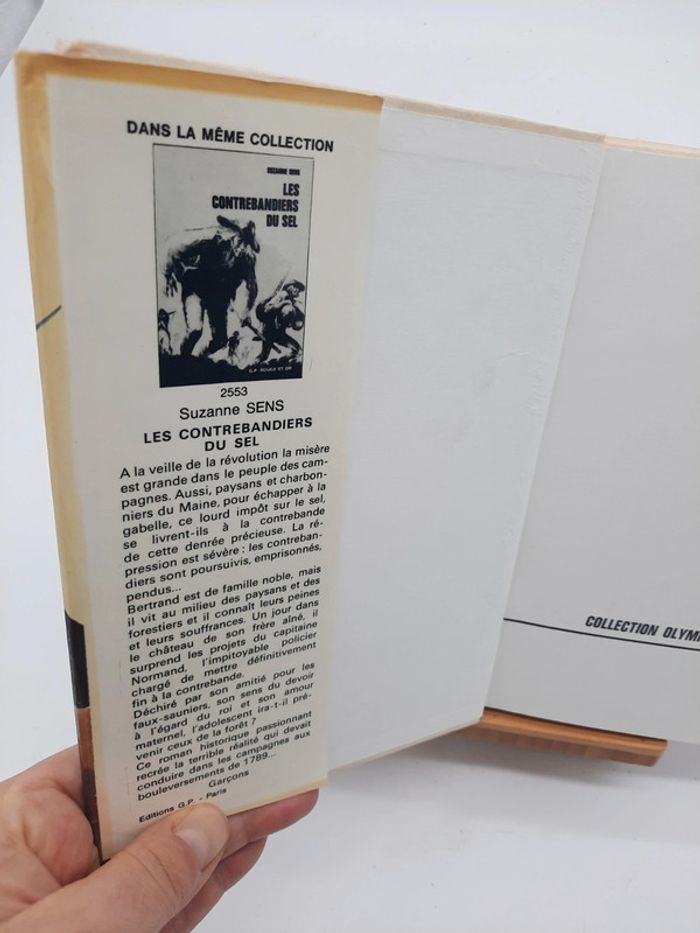 DANS LA MÊME COLLECTION
SUZANNE SENS
LES
CONTREBANDIERS
DU SEL
G.P. ROUGE ET OR
2553
Suzanne SENS
LES CONTREBANDIERS
DU SEL
A la veille de la révolution la misère
est grande dans le peuple des cam-
pagnes. Aussi, paysans et charbon-
niers du Maine, pour échapper à la
gabelle, ce lourd impôt sur le sel,
se livrent-ils à la contrebande
de cette denrée précieuse. La ré-
pression est sévère : les contreban-
diers sont poursuivis, emprisonnés,
pendus...
Bertrand est de famille noble, mais
il vit au milieu des paysans et des
forestiers et il connaît leurs peines
et leurs souffrances. Un jour dans
le château de son frère aîné, il
surprend les projets du capitaine
Normand, l'impitoyable policier
chargé de mettre définitivement
fin à la contrebande.
Déchiré par son amitié pour les
faux-sauniers, son sens du devoir
à l'égard du roi et son amour
maternel, l'adolescent ira-t-il pré-
venir ceux de la forêt ?
Ce roman historique passionnant
recrée la terrible réalité qui devait
conduire dans les campagnes aux
bouleversements de 1789...
Garçons
Editions G.P. - Paris
COLLECTION OLYM